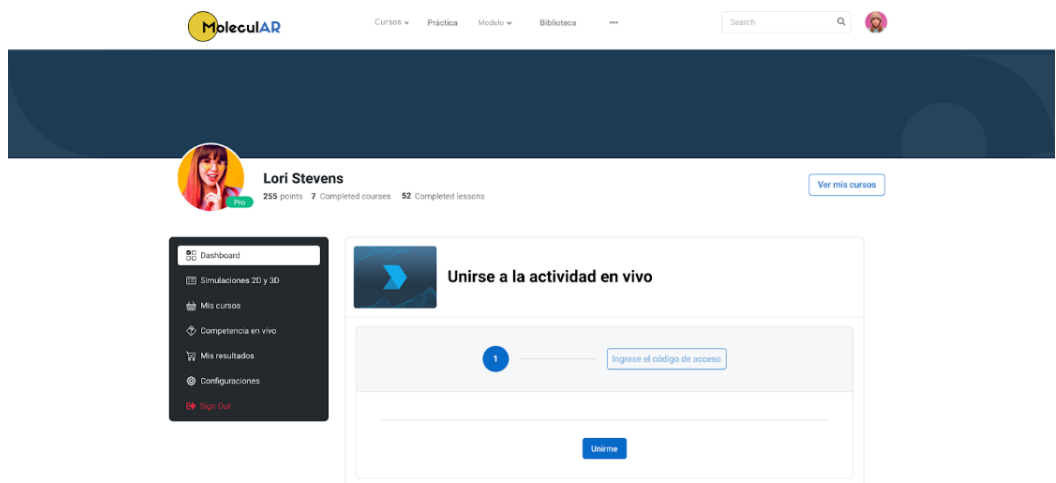 MoleculAR
Cursos Práctica Modelo Biblioteca ••• Search
Pro
Lori Stevens
255 points 7 Completed courses 52 Completed lessons
Ver mis cursos
Dashboard
Simulaciones 2D y 3D
Mis cursos
Competencia en vivo
Mis resultados
Configuraciones
Sign Out
Unirse a la actividad en vivo
1
Ingrese el código de acceso
Unirme